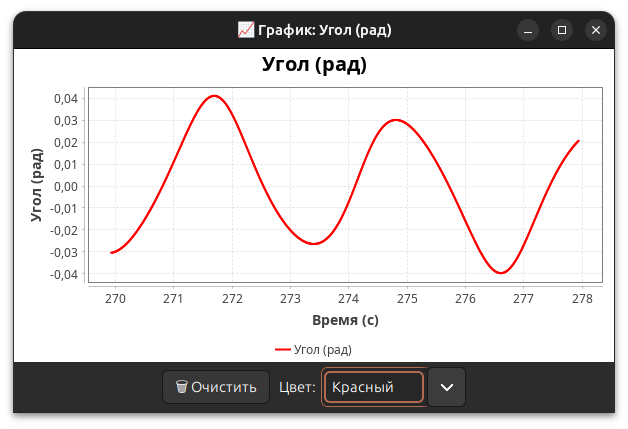 📈 График: Угол (рад)
Угол (рад)
0,04
0,03
0,02
0,01
0,00
-0,01
-0,02
-0,03
-0,04
Угол (рад)
270 271 272 273 274 275 276 277 278
Время (с)
Угол (рад)
🗑 Очистить Цвет: Красный